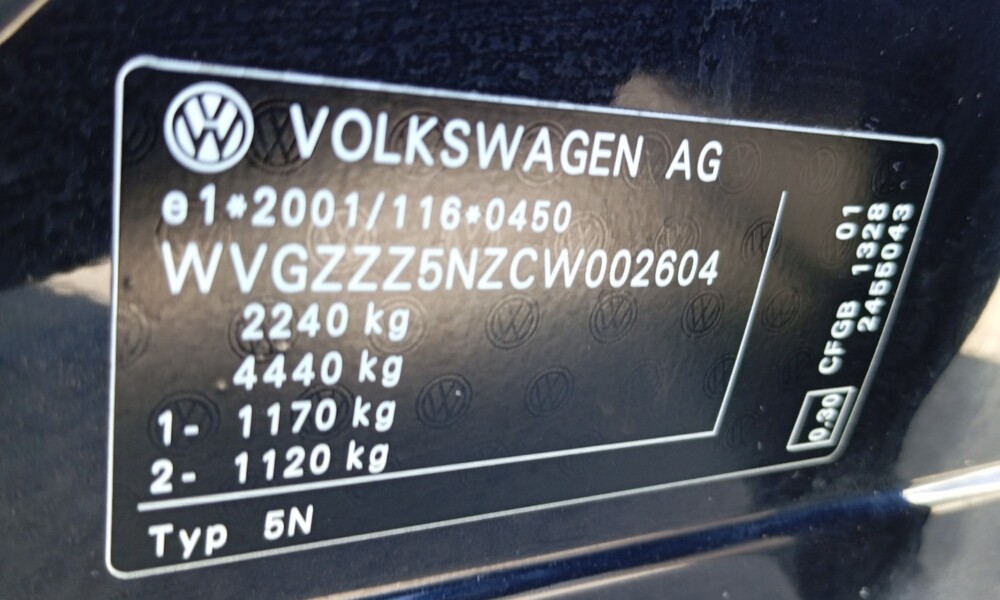 VOLKSWAGEN AG
e1*2001/116*0450
WVGZZZ5NZCW002604
2240 kg
4440 kg
1- 1170 kg
2- 1120 kg
Typ 5N
0.30
CFGB 01
1328
2455043